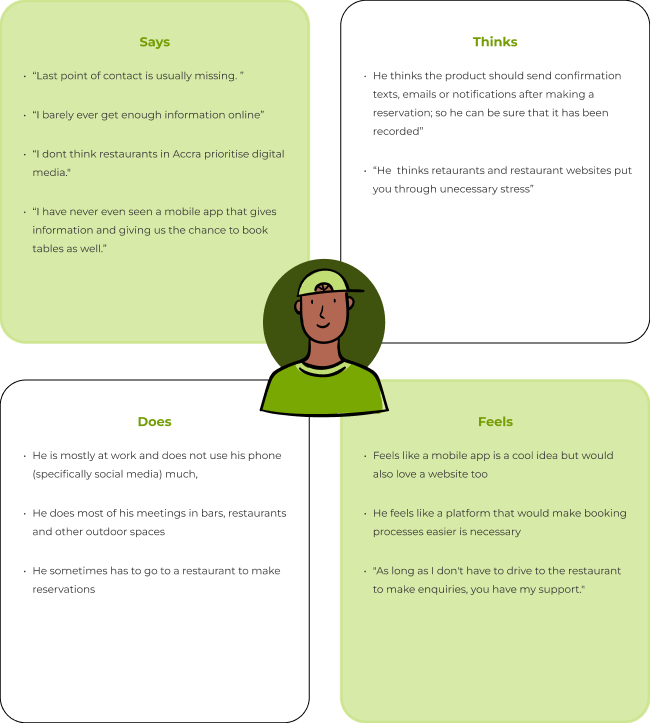 Says
• “Last point of contact is usually missing. ”
• “I barely ever get enough information online”
• “I dont think restaurants in Accra prioritise digital
media."
• “I have never even seen a mobile app that gives
information and giving us the chance to book
tables as well.”
Thinks
• He thinks the product should send confirmation
texts, emails or notifications after making a
reservation; so he can be sure that it has been
recorded”
• “He  thinks retaurants and restaurant websites put
you through unecessary stress”
Does
• He is mostly at work and does not use his phone
(specifically social media) much,
• He does most of his meetings in bars, restaurants
and other outdoor spaces
• He sometimes has to go to a restaurant to make
reservations
Feels
• Feels like a mobile app is a cool idea but would
also love a website too
• He feels like a platform that would make booking
processes easier is necessary
• "As long as I don't have to drive to the restaurant
to make enquiries, you have my support."